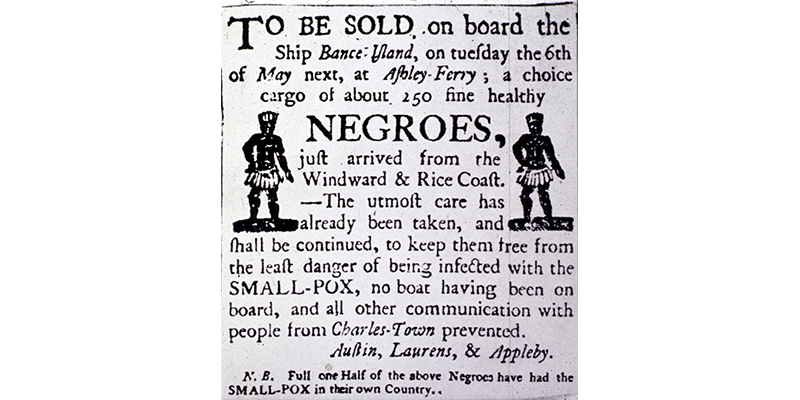 TO BE SOLD, on board the
Ship Bance-Iſland, on tueſday the 6th
of May next, at Aſhley-Ferry; a choice
cargo of about 250 fine healthy
NEGROES,
juſt arrived from the
Windward & Rice Coaſt.
—The utmoſt care has
already been taken, and
ſhall be continued, to keep them free from
the leaſt danger of being infected with the
SMALL-POX, no boat having been on
board, and all other communication with
people from Charles-Town prevented.
Auſtin, Laurens, & Appleby.
N. B. Full one Half of the above Negroes have had the
SMALL-POX in their own Country.